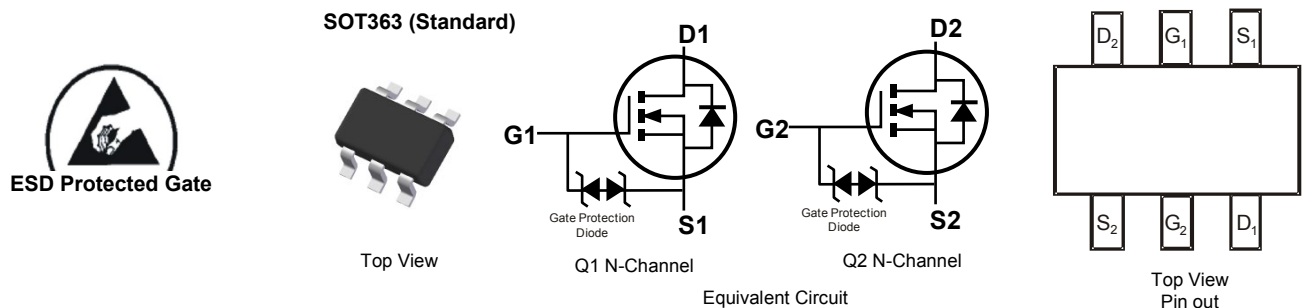 SOT363 (Standard)
ESD Protected Gate
Top View
D1
G1
Gate Protection
Diode
S1
Q1 N-Channel
D2
G2
Gate Protection
Diode
S2
Q2 N-Channel
Equivalent Circuit
D₂ G₁ S₁
S₂ G₂ D₁
Top View
Pin out